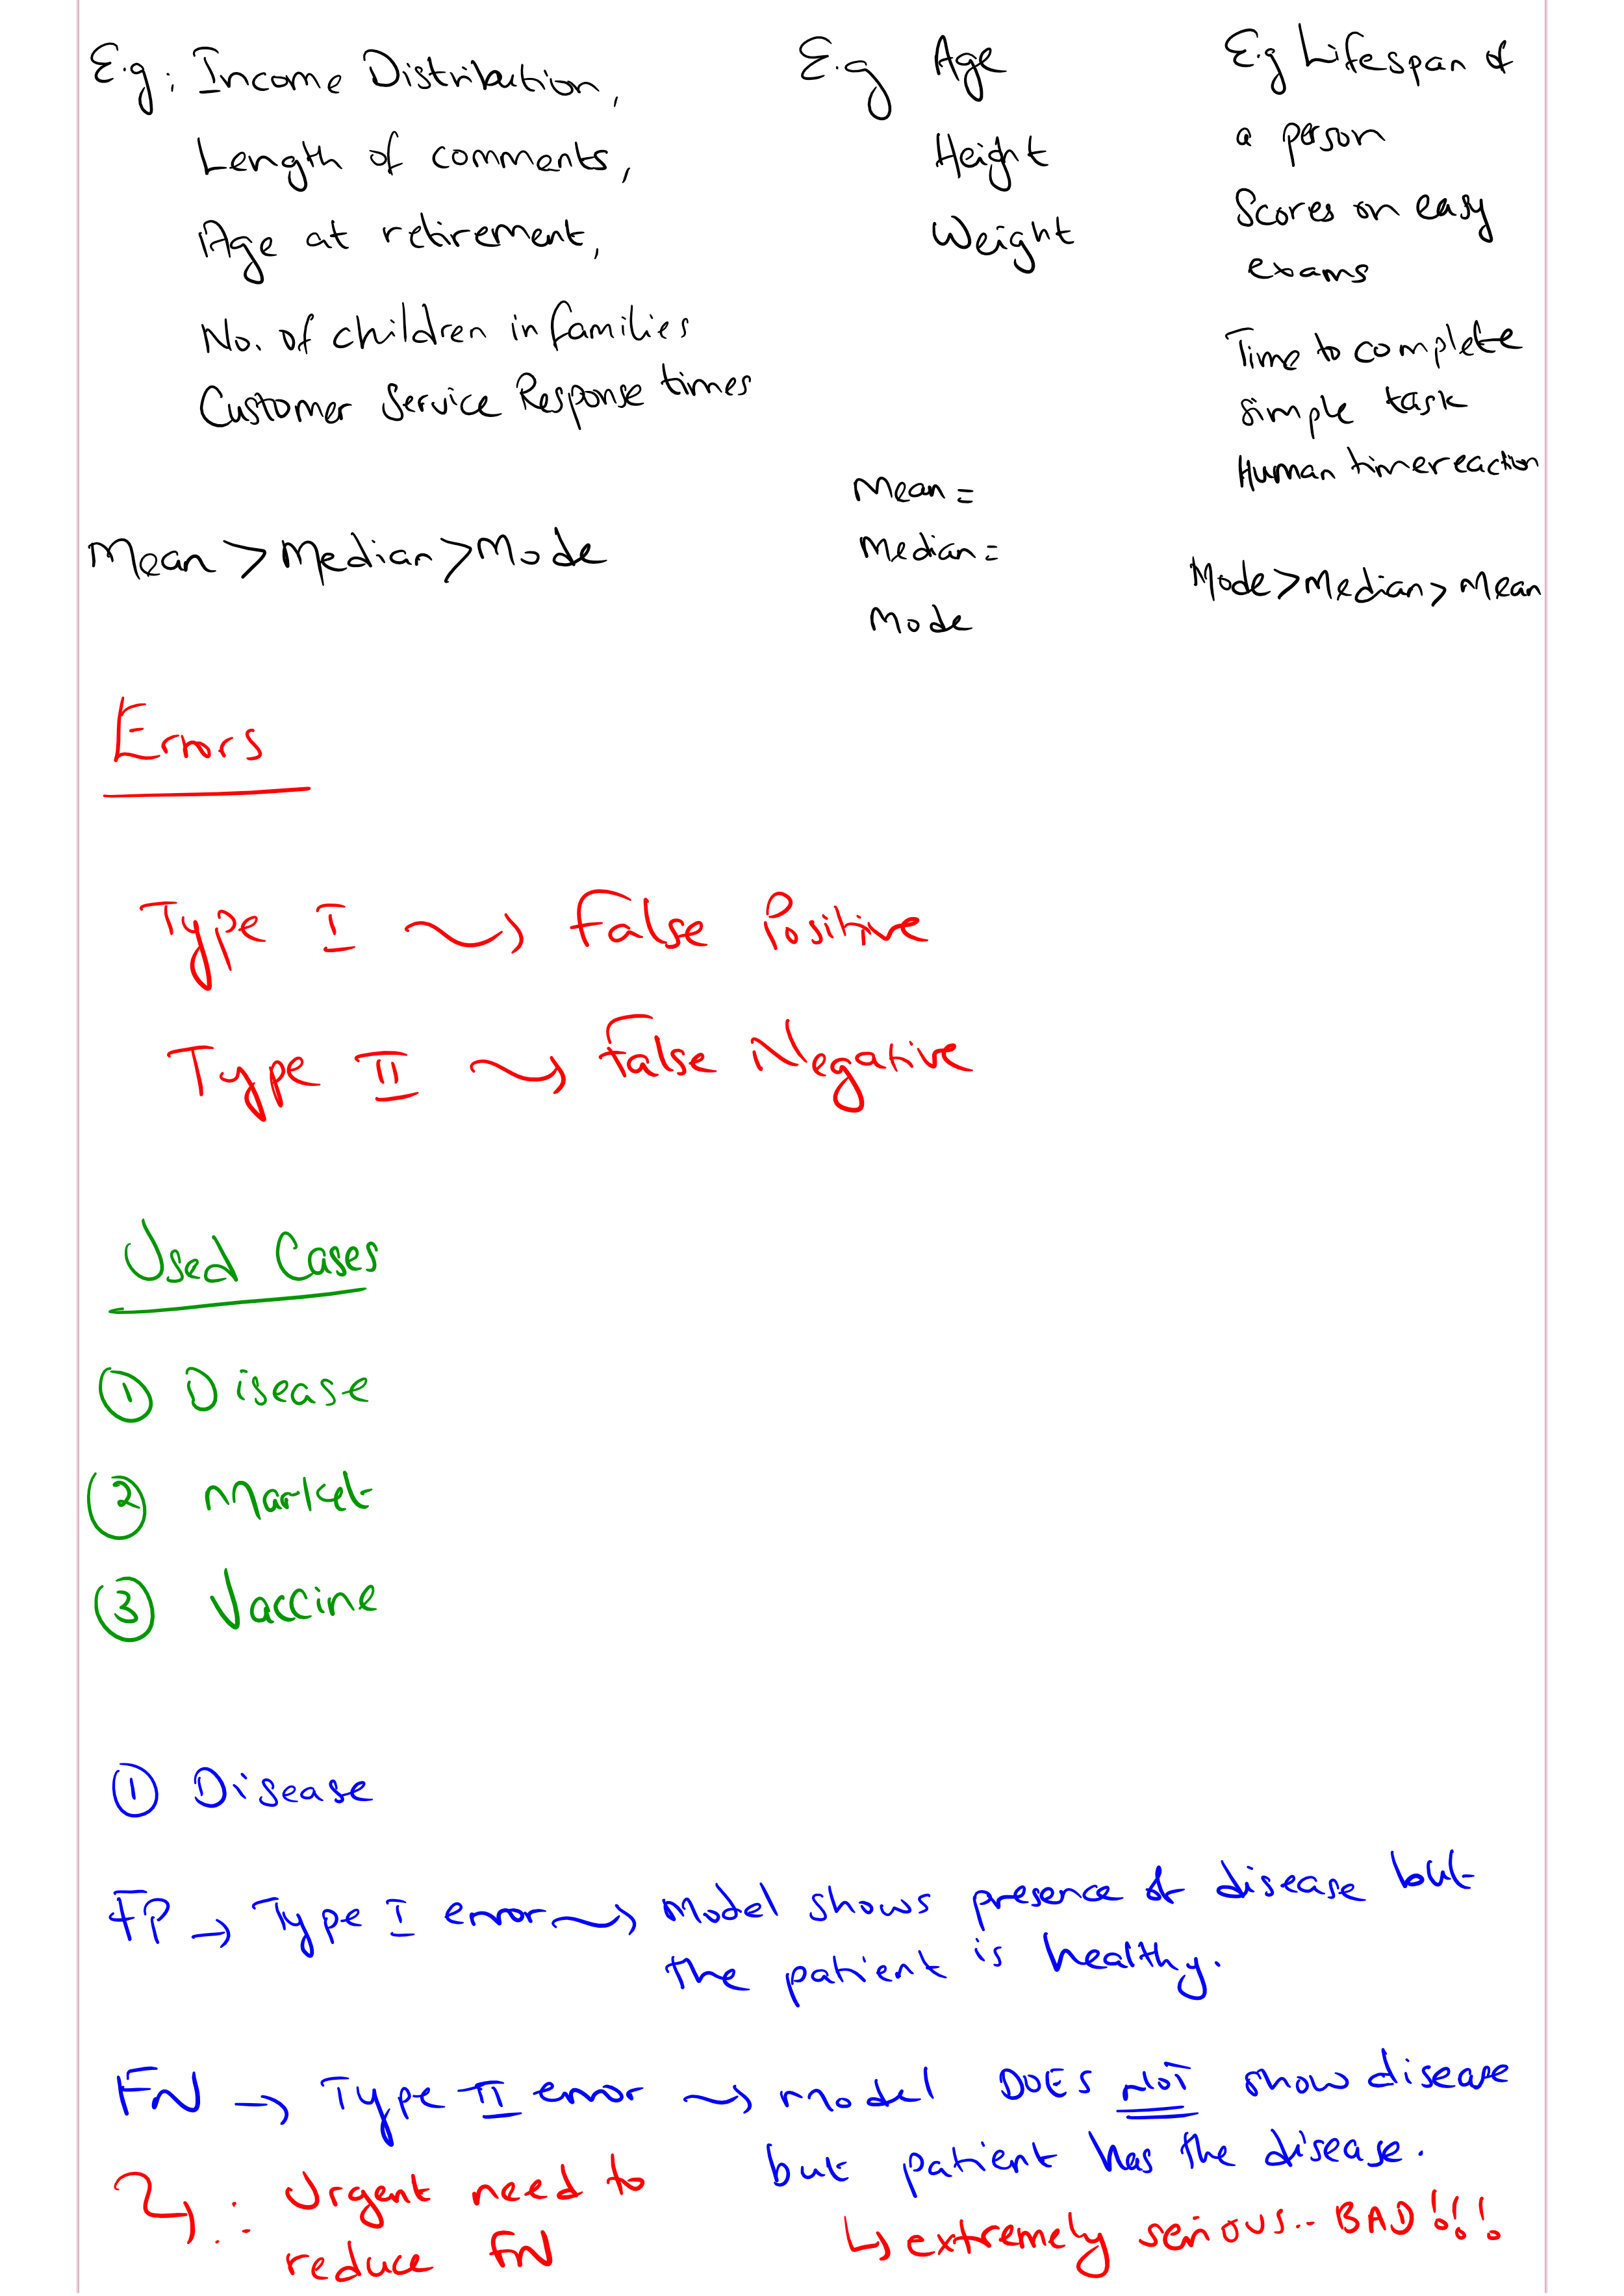 E.g: Income Distribution,
Length of comments,
Age at retirement,
No. of children in families
Customer Service Response times
Mean > Median > Mode
E.g Age
Height
Weight
Mean =
Median =
Mode
E.g Lifespan of
a person
Scores on easy
exams
Time to complete
simple task
Human time reaction
Mode > Median > Mean
Errors
Type I → False Positive
Type II → False Negative
Used Cases
① Disease
② Market
③ Vaccine
① Disease
FP → Type I error → Model shows presence of disease but
the patient is healthy.
FN → Type II error → model DOES NOT show disease
but patient has the disease.
↳ extremely serious.. BAD!!!
↳ ∴ Urgent need to
reduce FN